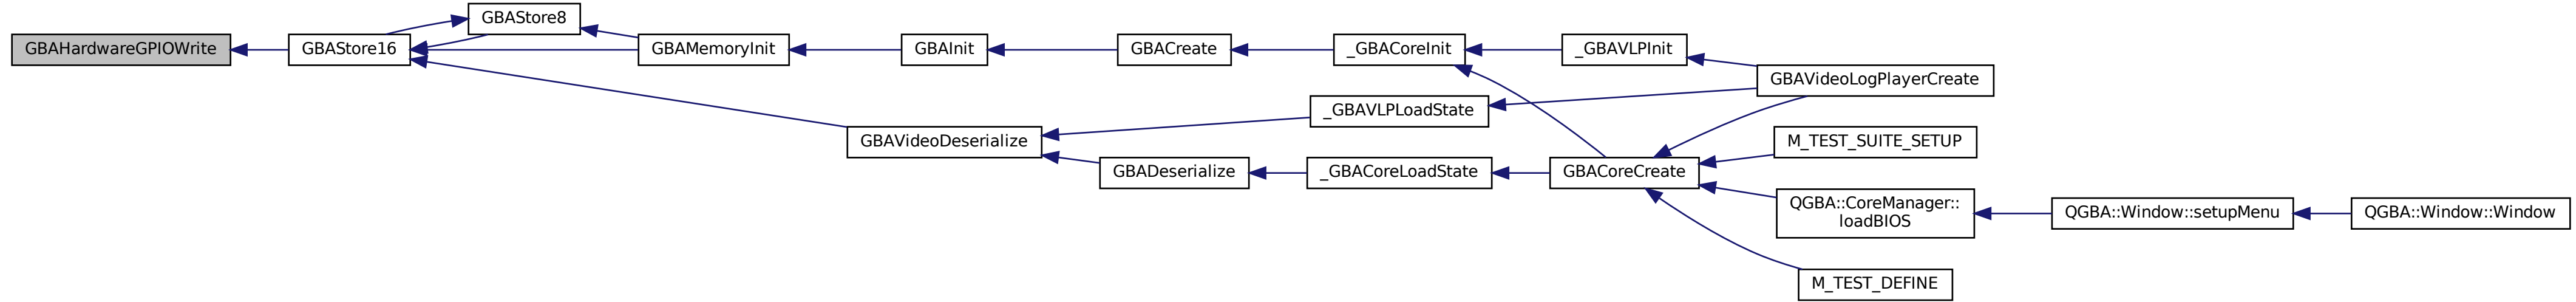 GBAHardwareGPIOWrite
GBAStore16
GBAStore8
GBAMemoryInit
GBAInit
GBACreate
_GBACoreInit
_GBAVLPInit
GBAVideoLogPlayerCreate
_GBAVLPLoadState
GBAVideoDeserialize
GBADeserialize
_GBACoreLoadState
GBACoreCreate
M_TEST_SUITE_SETUP
QGBA::CoreManager::
loadBIOS
QGBA::Window::setupMenu
QGBA::Window::Window
M_TEST_DEFINE